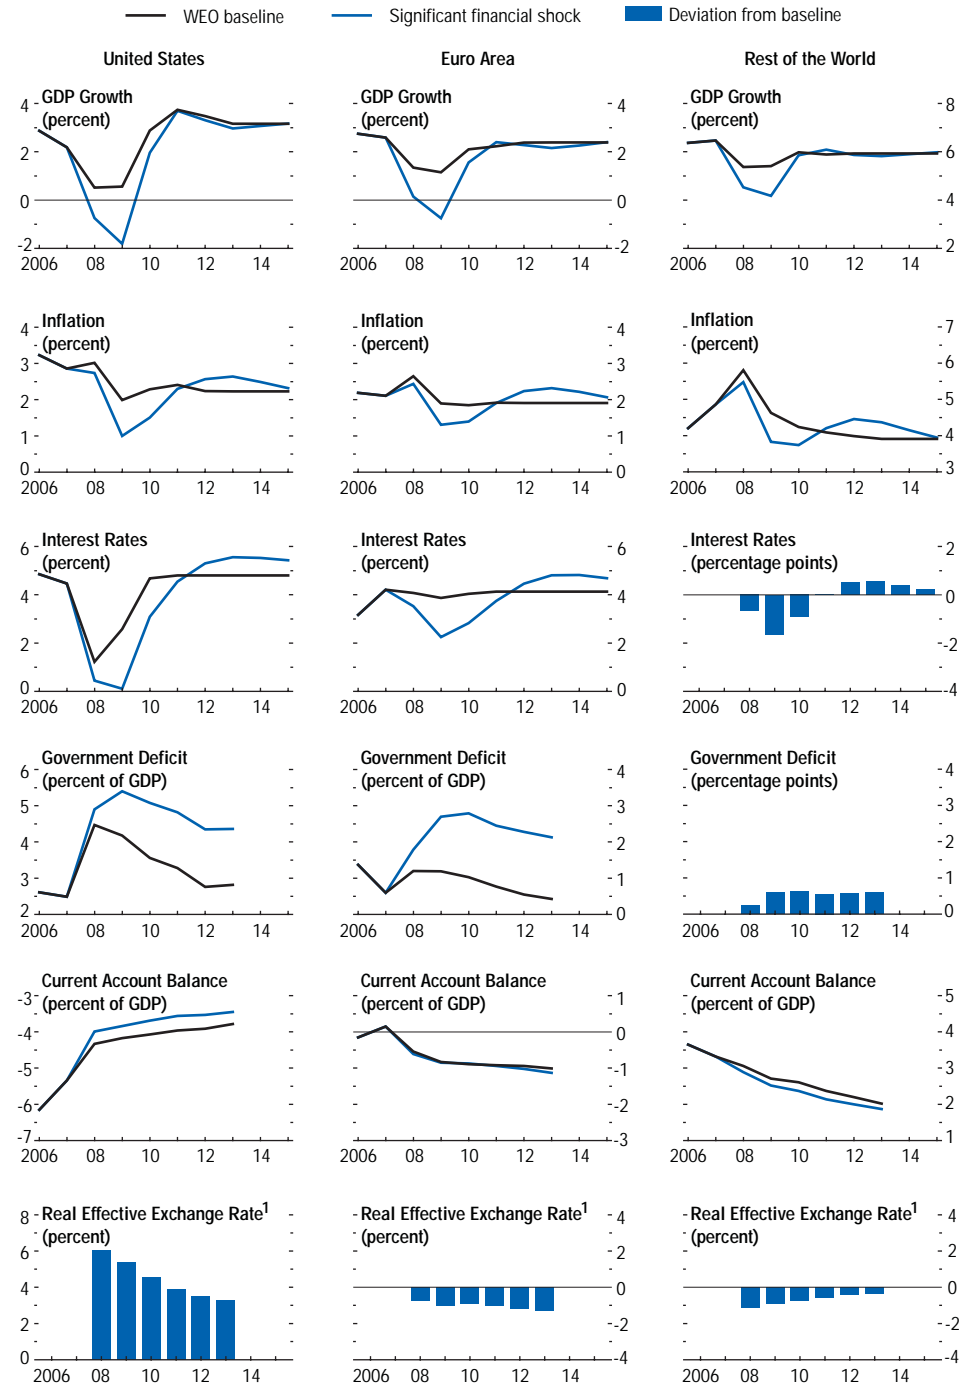 WEO baseline Significant financial shock Deviation from baseline
United States Euro Area Rest of the World
GDP Growth (percent)
4
2
0
-2
2006 08 10 12 14
GDP Growth (percent)
4
2
0
-2
2006 08 10 12 14
GDP Growth (percent)
8
6
4
2
2006 08 10 12 14
Inflation (percent)
4
3
2
1
0
2006 08 10 12 14
Inflation (percent)
4
3
2
1
0
2006 08 10 12 14
Inflation (percent)
7
6
5
4
3
2006 08 10 12 14
Interest Rates (percent)
6
4
2
0
2006 08 10 12 14
Interest Rates (percent)
6
4
2
0
2006 08 10 12 14
Interest Rates (percentage points)
2
0
-2
-4
2006 08 10 12 14
Government Deficit (percent of GDP)
6
5
4
3
2
2006 08 10 12 14
Government Deficit (percent of GDP)
4
3
2
1
0
2006 08 10 12 14
Government Deficit (percentage points)
4
3
2
1
0
2006 08 10 12 14
Current Account Balance (percent of GDP)
-3
-4
-5
-6
-7
2006 08 10 12 14
Current Account Balance (percent of GDP)
1
0
-1
-2
-3
2006 08 10 12 14
Current Account Balance (percent of GDP)
5
4
3
2
1
2006 08 10 12 14
Real Effective Exchange Rate1 (percent)
8
6
4
2
0
2006 08 10 12 14
Real Effective Exchange Rate1 (percent)
4
2
0
-2
-4
2006 08 10 12 14
Real Effective Exchange Rate1 (percent)
4
2
0
-2
-4
2006 08 10 12 14